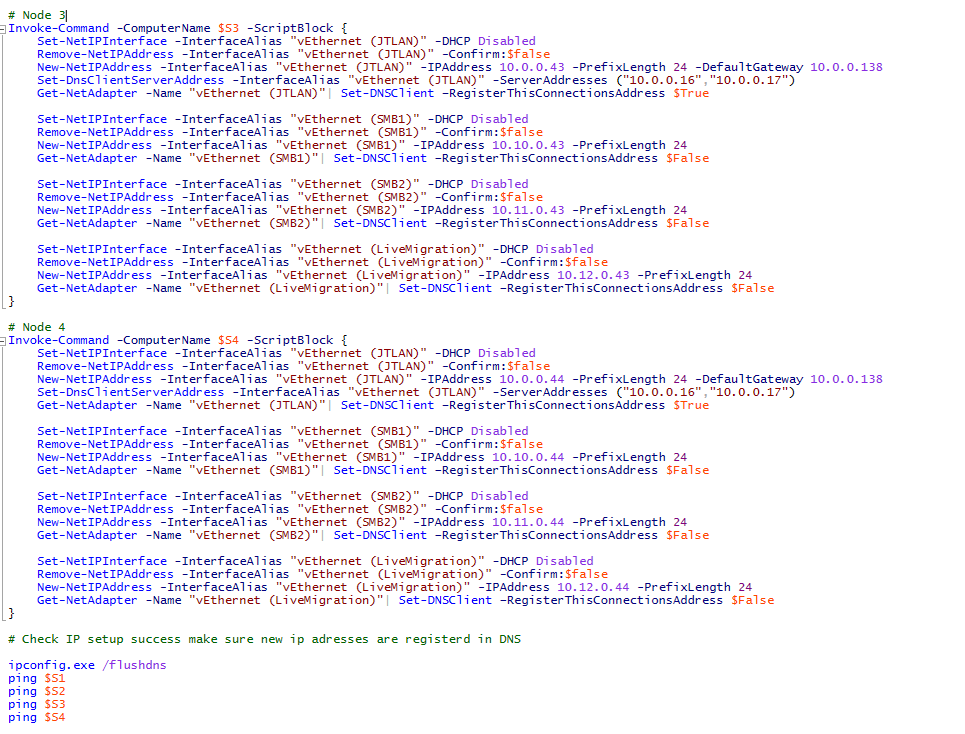 # Node 3
Invoke-Command -ComputerName $S3 -ScriptBlock {
    Set-NetIPInterface -InterfaceAlias "vEthernet (JTLAN)" -DHCP Disabled
    Remove-NetIPAddress -InterfaceAlias "vEthernet (JTLAN)" -Confirm:$false
    New-NetIPAddress -InterfaceAlias "vEthernet (JTLAN)" -IPAddress 10.0.0.43 -PrefixLength 24 -DefaultGateway 10.0.0.138
    Set-DnsClientServerAddress -InterfaceAlias "vEthernet (JTLAN)" -ServerAddresses ("10.0.0.16","10.0.0.17")
    Get-NetAdapter -Name "vEthernet (JTLAN)"| Set-DNSClient -RegisterThisConnectionsAddress $True

    Set-NetIPInterface -InterfaceAlias "vEthernet (SMB1)" -DHCP Disabled
    Remove-NetIPAddress -InterfaceAlias "vEthernet (SMB1)" -Confirm:$false
    New-NetIPAddress -InterfaceAlias "vEthernet (SMB1)" -IPAddress 10.10.0.43 -PrefixLength 24
    Get-NetAdapter -Name "vEthernet (SMB1)"| Set-DNSClient -RegisterThisConnectionsAddress $False

    Set-NetIPInterface -InterfaceAlias "vEthernet (SMB2)" -DHCP Disabled
    Remove-NetIPAddress -InterfaceAlias "vEthernet (SMB2)" -Confirm:$false
    New-NetIPAddress -InterfaceAlias "vEthernet (SMB2)" -IPAddress 10.11.0.43 -PrefixLength 24
    Get-NetAdapter -Name "vEthernet (SMB2)"| Set-DNSClient -RegisterThisConnectionsAddress $False

    Set-NetIPInterface -InterfaceAlias "vEthernet (LiveMigration)" -DHCP Disabled
    Remove-NetIPAddress -InterfaceAlias "vEthernet (LiveMigration)" -Confirm:$false
    New-NetIPAddress -InterfaceAlias "vEthernet (LiveMigration)" -IPAddress 10.12.0.43 -PrefixLength 24
    Get-NetAdapter -Name "vEthernet (LiveMigration)"| Set-DNSClient -RegisterThisConnectionsAddress $False
}

# Node 4
Invoke-Command -ComputerName $S4 -ScriptBlock {
    Set-NetIPInterface -InterfaceAlias "vEthernet (JTLAN)" -DHCP Disabled
    Remove-NetIPAddress -InterfaceAlias "vEthernet (JTLAN)" -Confirm:$false
    New-NetIPAddress -InterfaceAlias "vEthernet (JTLAN)" -IPAddress 10.0.0.44 -PrefixLength 24 -DefaultGateway 10.0.0.138
    Set-DnsClientServerAddress -InterfaceAlias "vEthernet (JTLAN)" -ServerAddresses ("10.0.0.16","10.0.0.17")
    Get-NetAdapter -Name "vEthernet (JTLAN)"| Set-DNSClient -RegisterThisConnectionsAddress $True

    Set-NetIPInterface -InterfaceAlias "vEthernet (SMB1)" -DHCP Disabled
    Remove-NetIPAddress -InterfaceAlias "vEthernet (SMB1)" -Confirm:$false
    New-NetIPAddress -InterfaceAlias "vEthernet (SMB1)" -IPAddress 10.10.0.44 -PrefixLength 24
    Get-NetAdapter -Name "vEthernet (SMB1)"| Set-DNSClient -RegisterThisConnectionsAddress $False

    Set-NetIPInterface -InterfaceAlias "vEthernet (SMB2)" -DHCP Disabled
    Remove-NetIPAddress -InterfaceAlias "vEthernet (SMB2)" -Confirm:$false
    New-NetIPAddress -InterfaceAlias "vEthernet (SMB2)" -IPAddress 10.11.0.44 -PrefixLength 24
    Get-NetAdapter -Name "vEthernet (SMB2)"| Set-DNSClient -RegisterThisConnectionsAddress $False

    Set-NetIPInterface -InterfaceAlias "vEthernet (LiveMigration)" -DHCP Disabled
    Remove-NetIPAddress -InterfaceAlias "vEthernet (LiveMigration)" -Confirm:$false
    New-NetIPAddress -InterfaceAlias "vEthernet (LiveMigration)" -IPAddress 10.12.0.44 -PrefixLength 24
    Get-NetAdapter -Name "vEthernet (LiveMigration)"| Set-DNSClient -RegisterThisConnectionsAddress $False
}

# Check IP setup success make sure new ip adresses are registerd in DNS

ipconfig.exe /flushdns
ping $S1
ping $S2
ping $S3
ping $S4